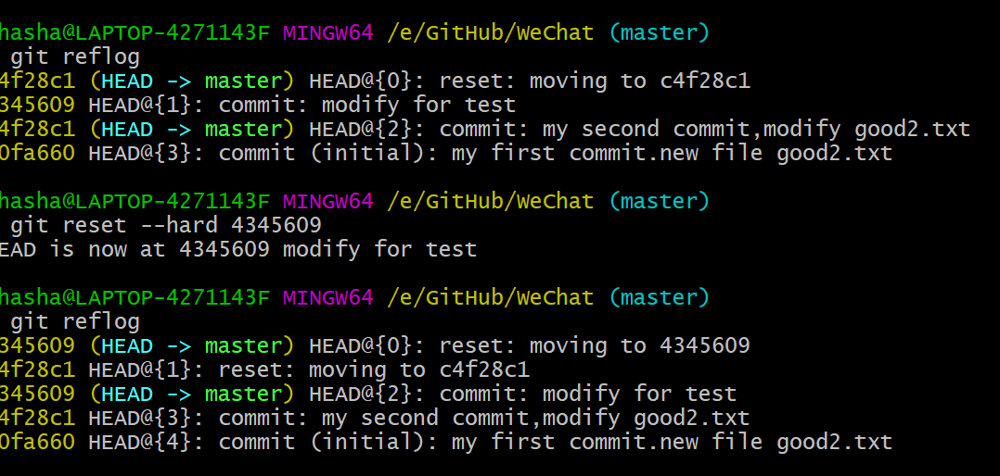 hasha@LAPTOP-4271143F MINGW64 /e/GitHub/WeChat (master)
git reflog
4f28c1 (HEAD -> master) HEAD@{0}: reset: moving to c4f28c1
345609 HEAD@{1}: commit: modify for test
4f28c1 (HEAD -> master) HEAD@{2}: commit: my second commit,modify good2.txt
0fa660 HEAD@{3}: commit (initial): my first commit.new file good2.txt
hasha@LAPTOP-4271143F MINGW64 /e/GitHub/WeChat (master)
git reset --hard 4345609
EAD is now at 4345609 modify for test
hasha@LAPTOP-4271143F MINGW64 /e/GitHub/WeChat (master)
git reflog
345609 (HEAD -> master) HEAD@{0}: reset: moving to 4345609
4f28c1 HEAD@{1}: reset: moving to c4f28c1
345609 (HEAD -> master) HEAD@{2}: commit: modify for test
4f28c1 HEAD@{3}: commit: my second commit,modify good2.txt
0fa660 HEAD@{4}: commit (initial): my first commit.new file good2.txt